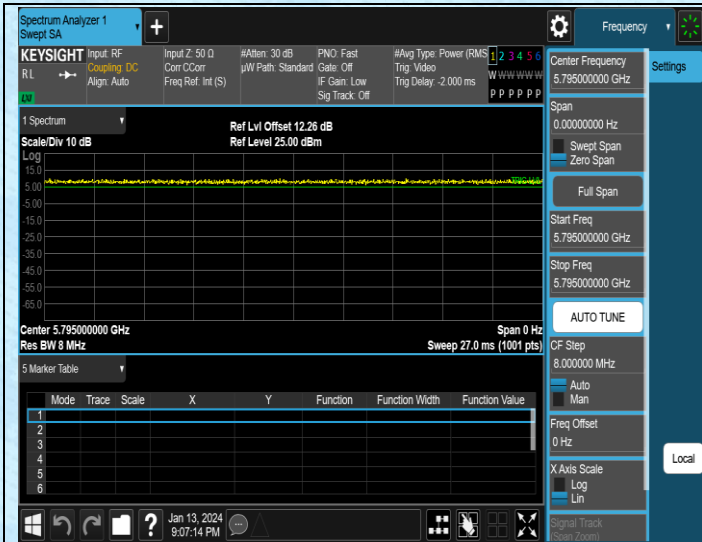 Spectrum Analyzer 1
Swept SA
Frequency
KEYSIGHT
RL
LXI
Input: RF
Coupling: DC
Align: Auto
Input Z: 50 Ω
Corr CCorr
Freq Ref: Int (S)
#Atten: 30 dB
µW Path: Standard
PNO: Fast
Gate: Off
IF Gain: Low
Sig Track: Off
#Avg Type: Power (RMS
Trig: Video
Trig Delay: -2.000 ms
1 2 3 4 5 6
W W W W W W
P P P P P P
1 Spectrum
Scale/Div 10 dB
Ref Lvl Offset 12.26 dB
Ref Level 25.00 dBm
Log
15.0
5.00
-5.00
-15.0
-25.0
-35.0
-45.0
-55.0
-65.0
Center 5.795000000 GHz
Res BW 8 MHz
Span 0 Hz
Sweep 27.0 ms (1001 pts)
5 Marker Table
Mode Trace Scale X Y Function Function Width Function Value
1
2
3
4
5
6
Jan 13, 2024
9:07:14 PM
Center Frequency
5.795000000 GHz
Span
0.00000000 Hz
Swept Span
Zero Span
Full Span
Start Freq
5.795000000 GHz
Stop Freq
5.795000000 GHz
AUTO TUNE
CF Step
8.000000 MHz
Auto
Man
Freq Offset
0 Hz
X Axis Scale
Log
Lin
Signal Track
(Span Zoom)
Settings
Local